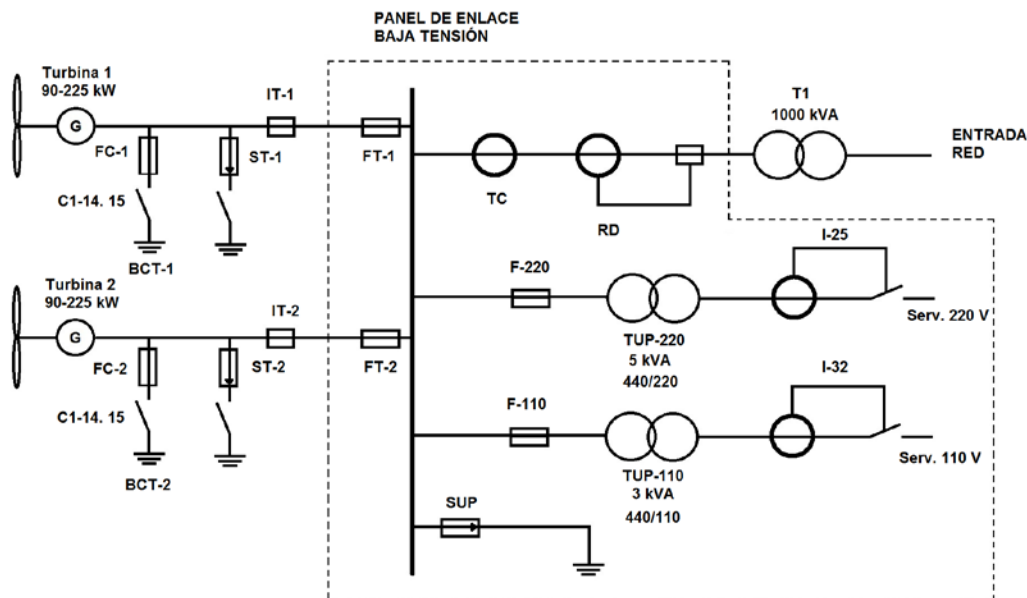 PANEL DE ENLACE
BAJA TENSIÓN
Turbina 1
90-225 kW
G
IT-1
FC-1
ST-1
FT-1
C1-14. 15
BCT-1
TC
RD
T1
1000 kVA
ENTRADA
RED
Turbina 2
90-225 kW
G
IT-2
FC-2
ST-2
FT-2
C1-14. 15
BCT-2
F-220
TUP-220
5 kVA
440/220
I-25
Serv. 220 V
F-110
TUP-110
3 kVA
440/110
I-32
Serv. 110 V
SUP